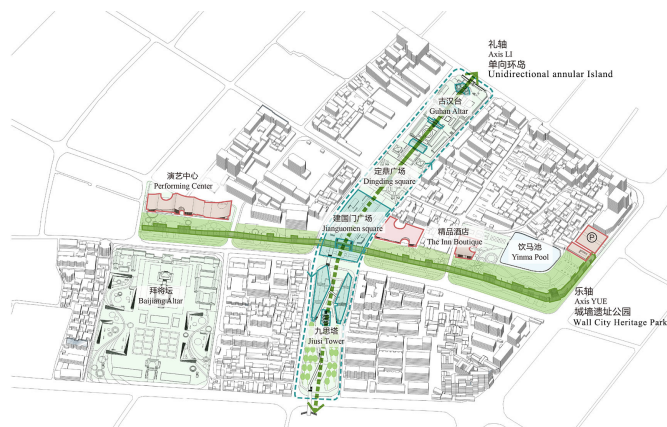 礼轴
Axis LI
单向环岛
Unidirectional annular Island
古汉台
Guhan Altar
定鼎广场
Dingding square
演艺中心
Performing Center
建国门广场
Jianguomen square
精品酒店
The Inn Boutique
饮马池
Yinma Pool
P
拜将坛
Baijiang Altar
乐轴
Axis YUE
城墙遗址公园
Wall City Heritage Park
九思塔
Jiusi Tower